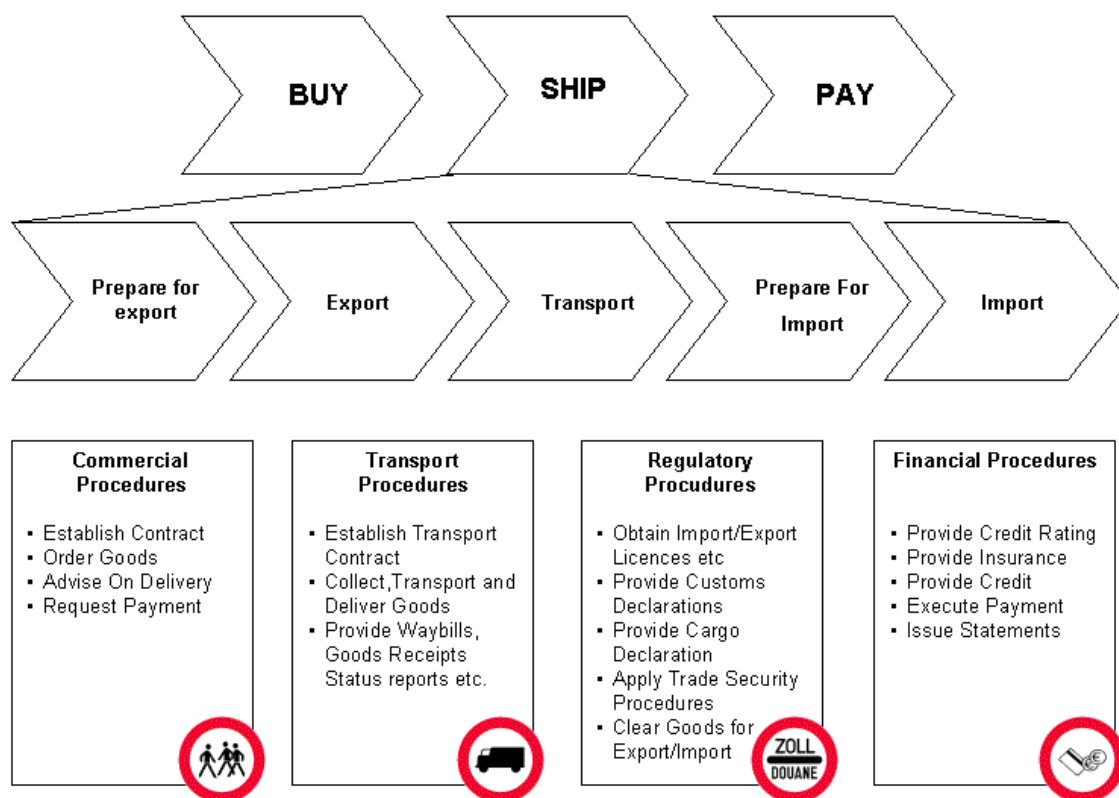 BUY
SHIP
PAY
Prepare for
export
Export
Transport
Prepare For
Import
Import
Commercial
Procedures
▪ Establish Contract
▪ Order Goods
▪ Advise On Delivery
▪ Request Payment
Transport
Procedures
▪ Establish Transport
Contract
▪ Collect,Transport and
Deliver Goods
▪ Provide Waybills,
Goods Receipts
Status reports etc.
Regulatory
Procudures
▪ Obtain Import/Export
Licences etc
▪ Provide Customs
Declarations
▪ Provide Cargo
Declaration
▪ Apply Trade Security
Procedures
▪ Clear Goods for
Export/Import
ZOLL
DOUANE
Financial Procedures
▪ Provide Credit Rating
▪ Provide Insurance
▪ Provide Credit
▪ Execute Payment
▪ Issue Statements